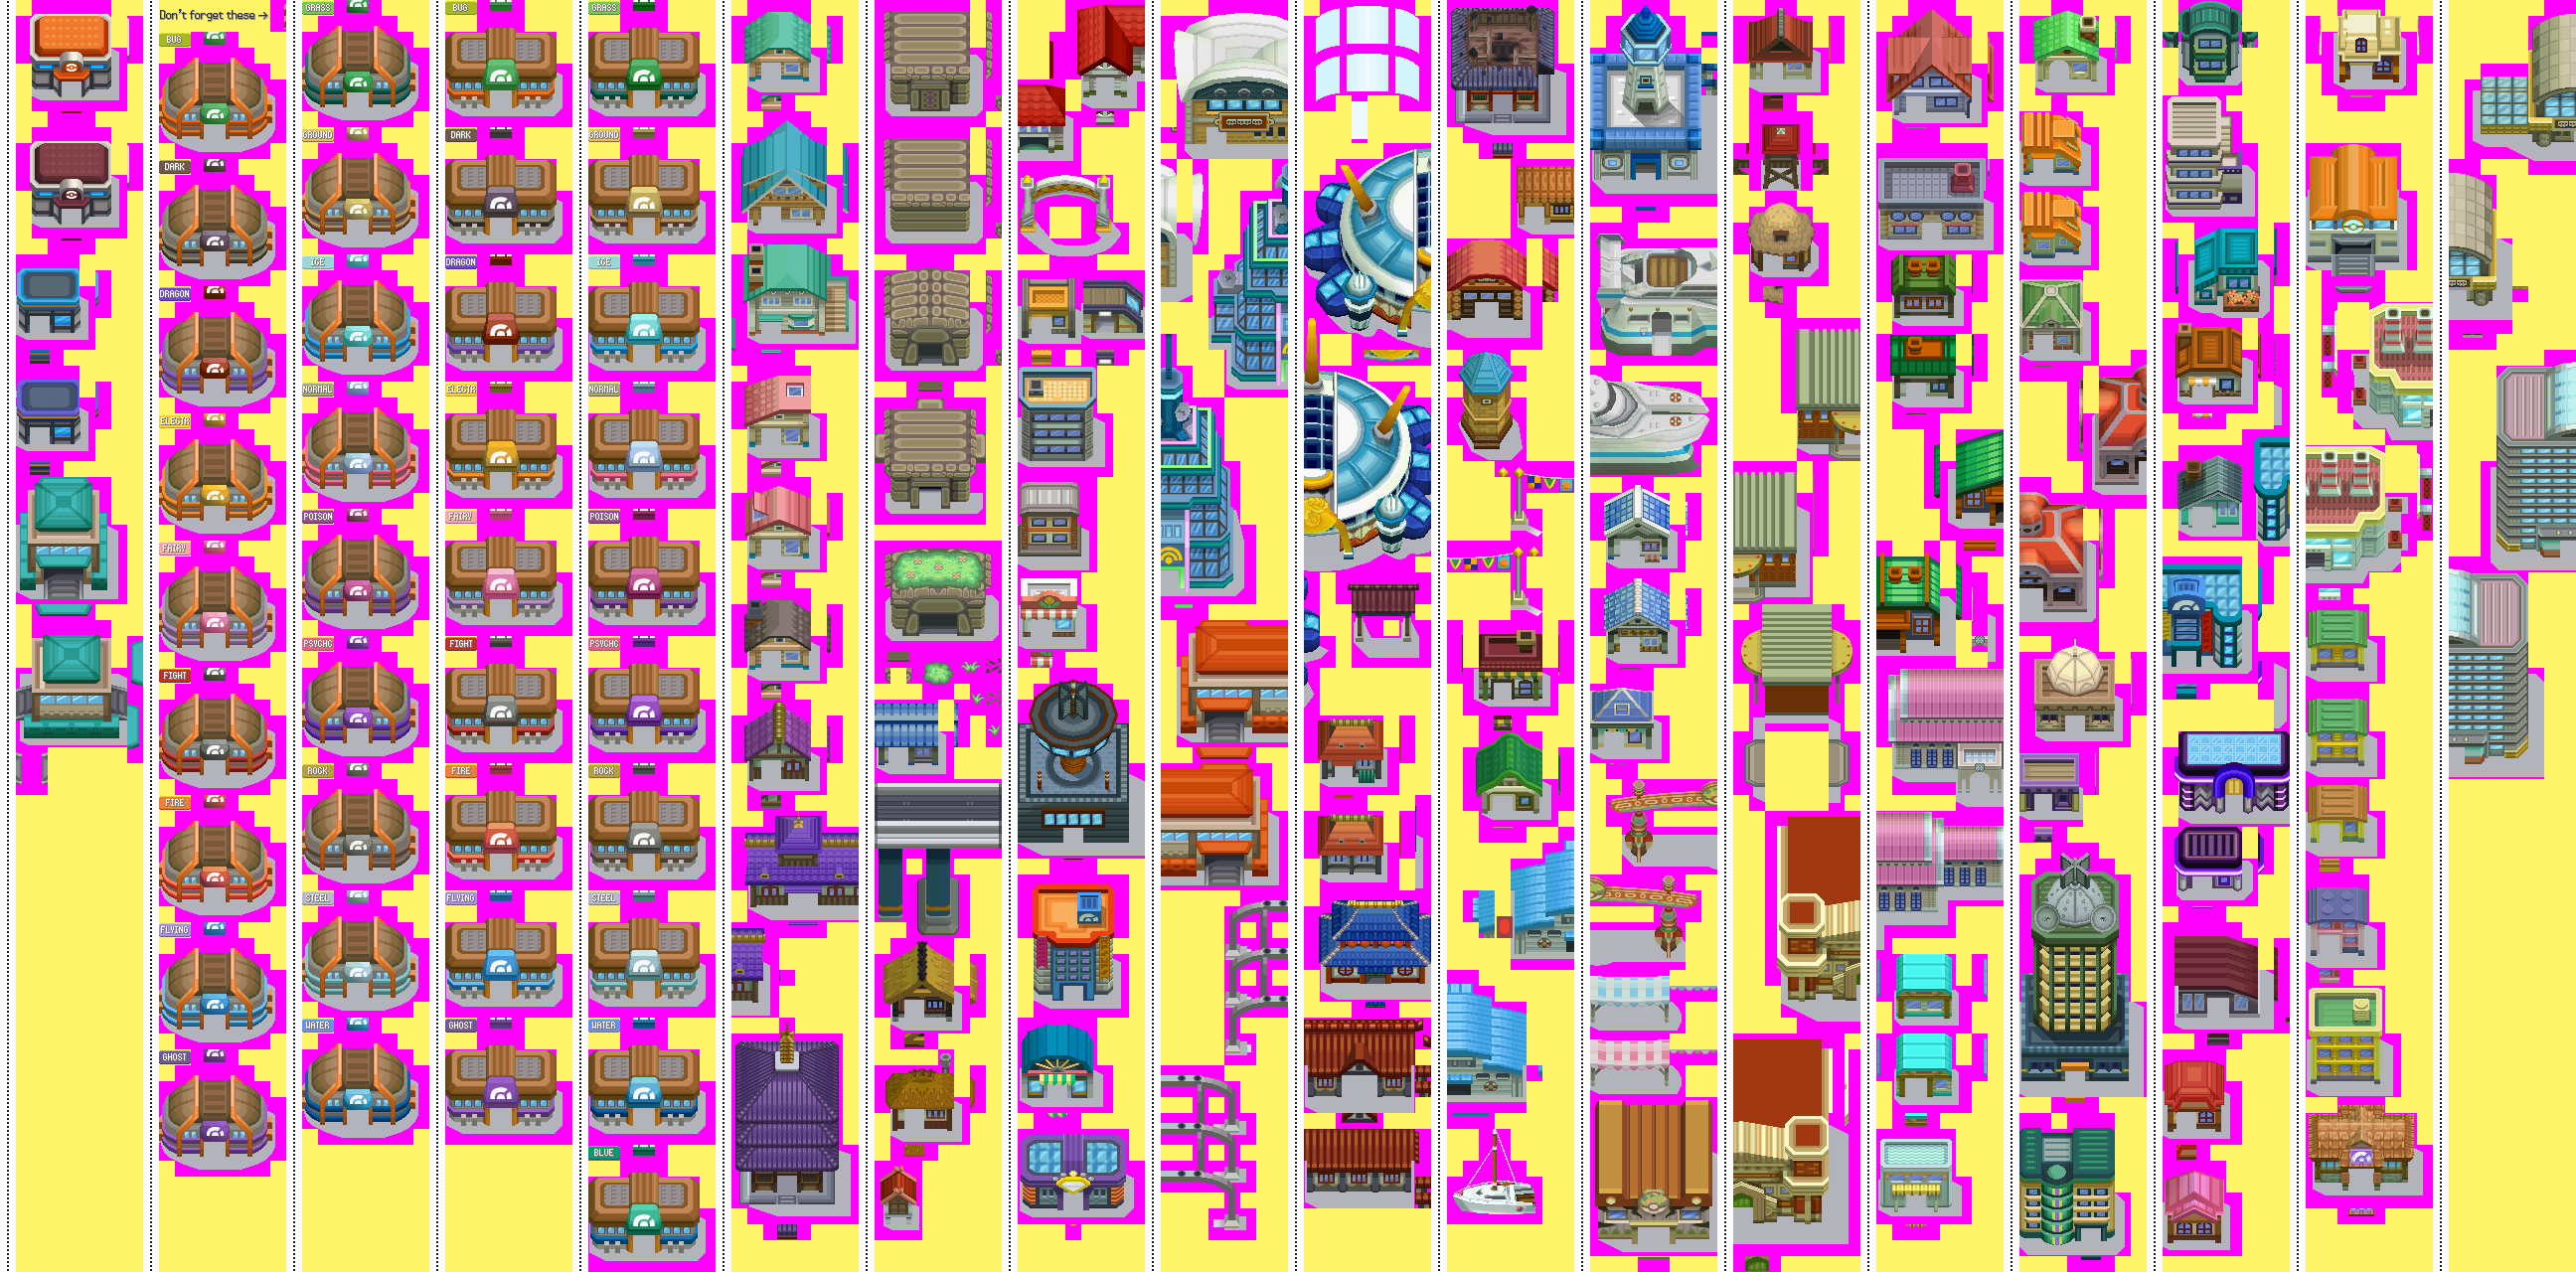 Don't forget these →
BUG
DARK
DRAGON
ELECTR
FAIRY
FIGHT
FIRE
FLYING
GHOST
GRASS
GROUND
ICE
NORMAL
POISON
PSYCHC
ROCK
STEEL
WATER
BUG
DARK
DRAGON
ELECTR
FAIRY
FIGHT
FIRE
FLYING
GHOST
GRASS
GROUND
ICE
NORMAL
POISON
PSYCHC
ROCK
STEEL
WATER
BLUE